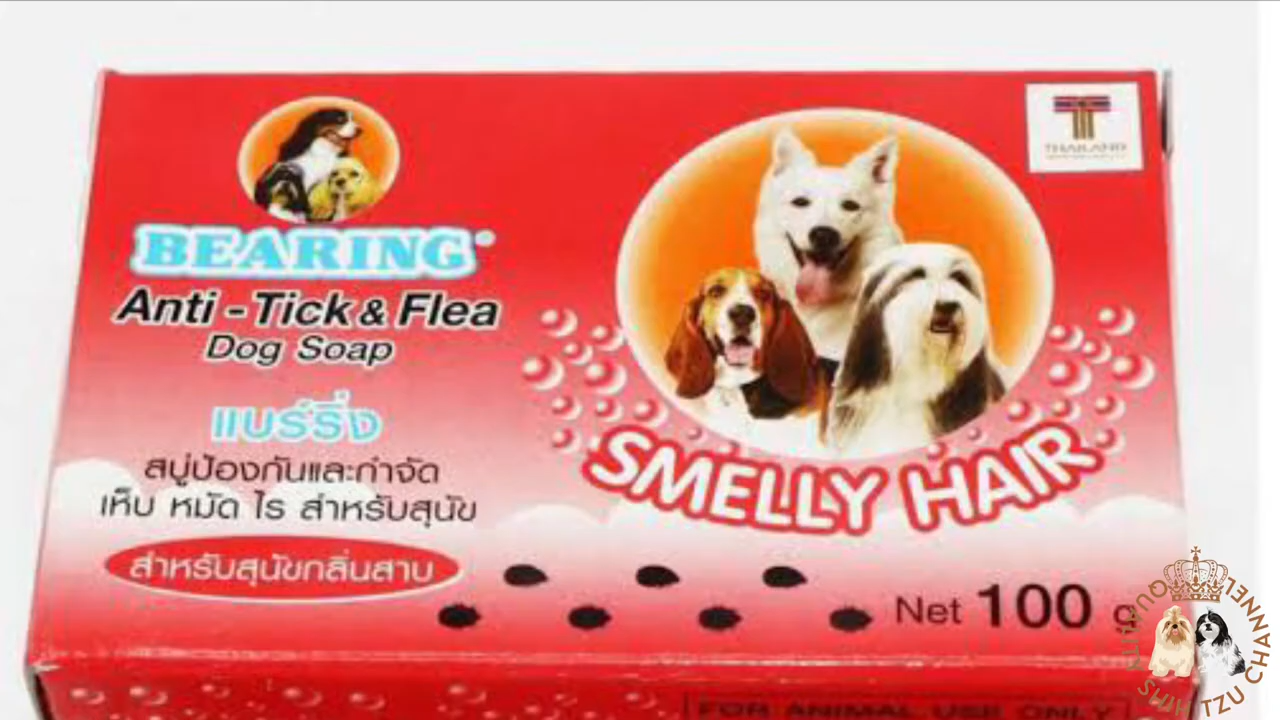 THAILAND
BEARING
Anti - Tick & Flea
Dog Soap
แบร์ริ่ง
สบู่ป้องกันและกำจัด
เห็บ หมัด ไร สำหรับสุนัข
สำหรับสุนัขกลิ่นสาบ
SMELLY HAIR
Net 100 g
FOR ANIMAL USE ONLY
SHIH TZU CHANNEL